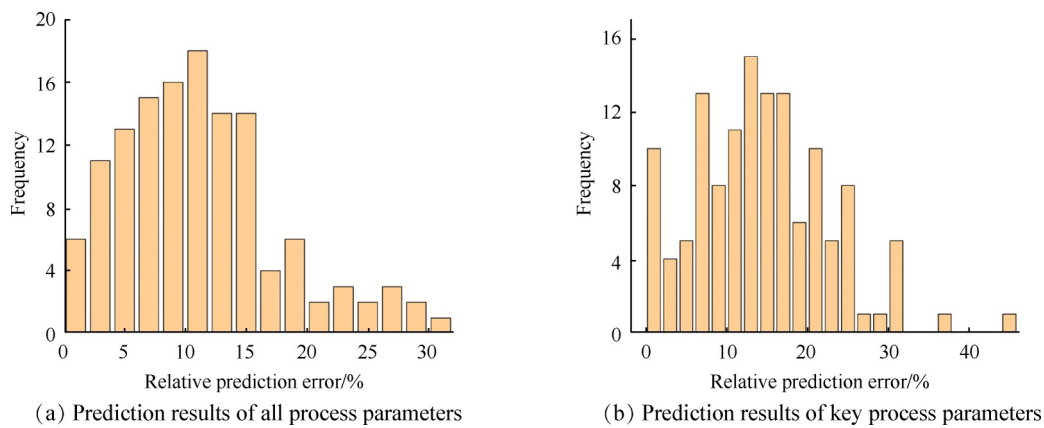 20
16
12
8
4
0
Frequency
0 5 10 15 20 25 30
Relative prediction error/%
(a) Prediction results of all process parameters
16
12
8
4
0
Frequency
0 10 20 30 40
Relative prediction error/%
(b) Prediction results of key process parameters